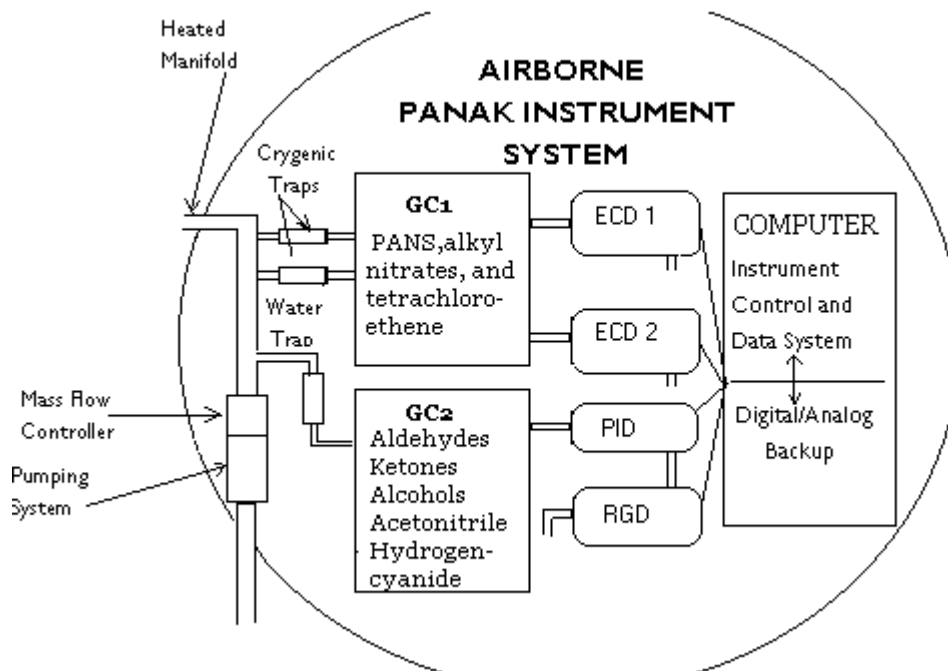 Heated
Manifold
AIRBORNE
PANAK INSTRUMENT
SYSTEM
Crygenic
Traps
GC1
PANS,alkyl
nitrates, and
tetrachloro-
ethene
ECD 1
COMPUTER
Instrument
Control and
Data System
Water
Trap
ECD 2
Mass Flow
Controller
GC2
Aldehydes
Ketones
Alcohols
Acetonitrile
Hydrogen-
cyanide
PID
Digital/Analog
Backup
Pumping
System
RGD